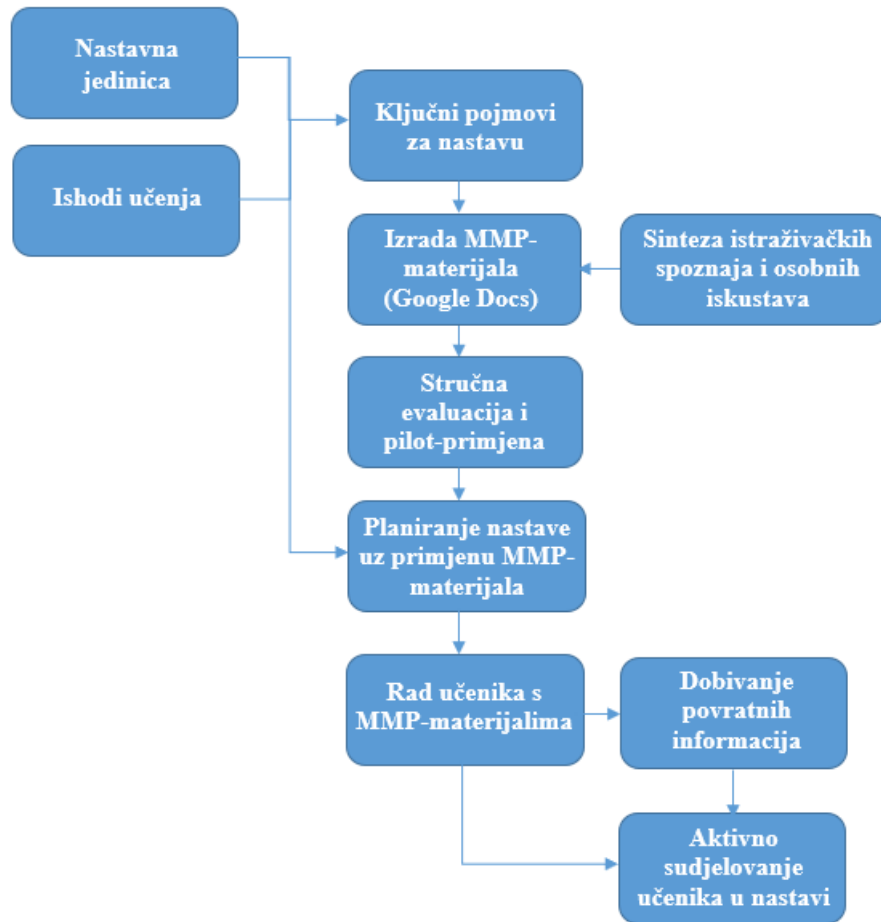 Nastavna
jedinica
Ishodi učenja
Ključni pojmovi
za nastavu
Izrada MMP-
materijala
(Google Docs)
Sinteza istraživačkih
spoznaja i osobnih
iskustava
Stručna
evaluacija i
pilot-primjena
Planiranje nastave
uz primjenu MMP-
materijala
Rad učenika s
MMP-materijalima
Dobivanje
povratnih
informacija
Aktivno
sudjelovanje
učenika u nastavi